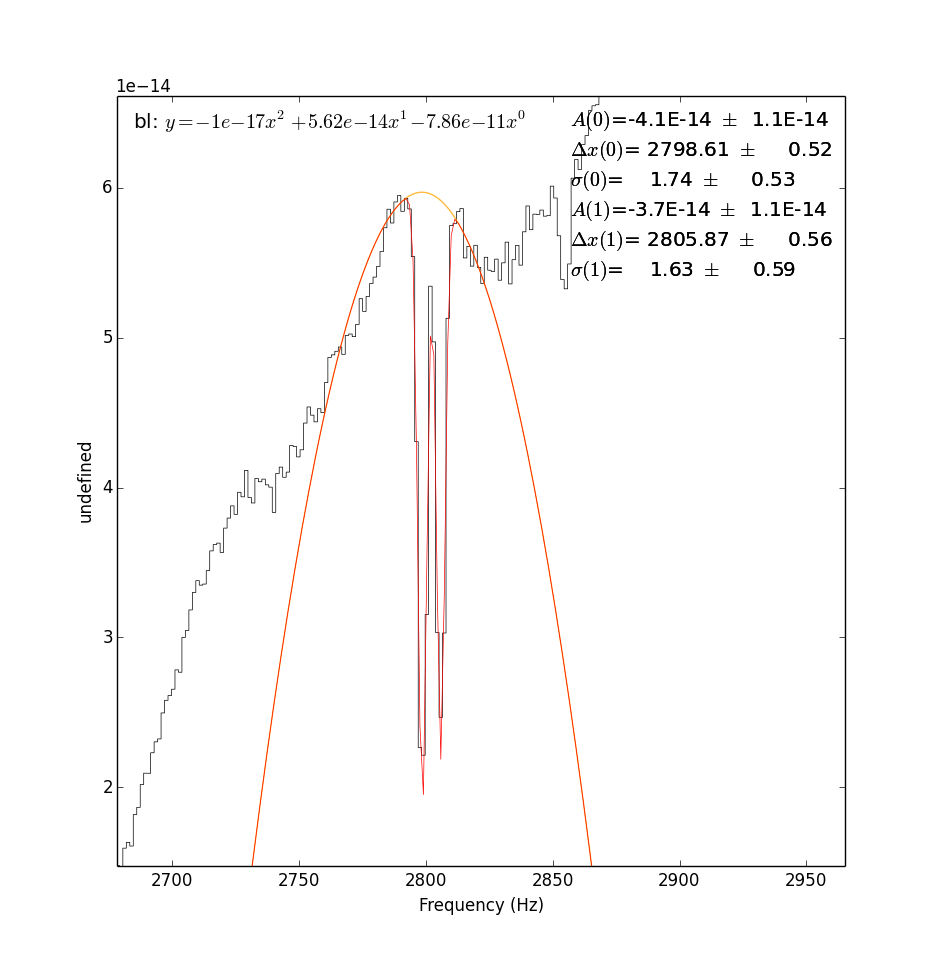 1e−14
bl: y=−1e−17x² +5.62e−14x¹−7.86e−11x⁰
A(0)=-4.1E-14 ± 1.1E-14
Δx(0)= 2798.61 ± 0.52
σ(0)= 1.74 ± 0.53
A(1)=-3.7E-14 ± 1.1E-14
Δx(1)= 2805.87 ± 0.56
σ(1)= 1.63 ± 0.59
6
5
4
3
2
undefined
2700 2750 2800 2850 2900 2950
Frequency (Hz)